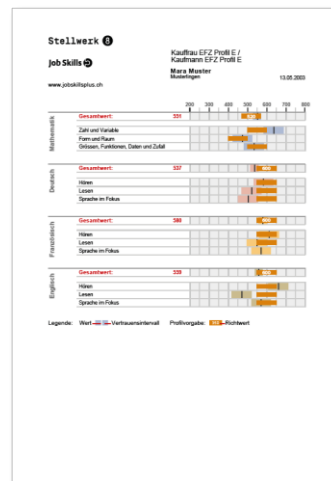 Stellwerk 8
Job Skills
Kauffrau EFZ Profil E /
Kaufmann EFZ Profil E
Mara Muster
Musteringen
13.05.2003
www.jobskillsplus.ch
200 300 400 500 600 700 800
Mathematik
Gesamtwert: 531
Zahl und Variable
Form und Raum
Grössen, Funktionen, Daten und Zufall
Deutsch
Gesamtwert: 537
Hören
Lesen
Sprache im Fokus
Französisch
Gesamtwert:
Hören
Lesen
Sprache im Fokus
Englisch
Gesamtwert:
Hören
Lesen
Sprache im Fokus
Legende: Wert Vertrauensintervall Profilvorgabe: Richtwert